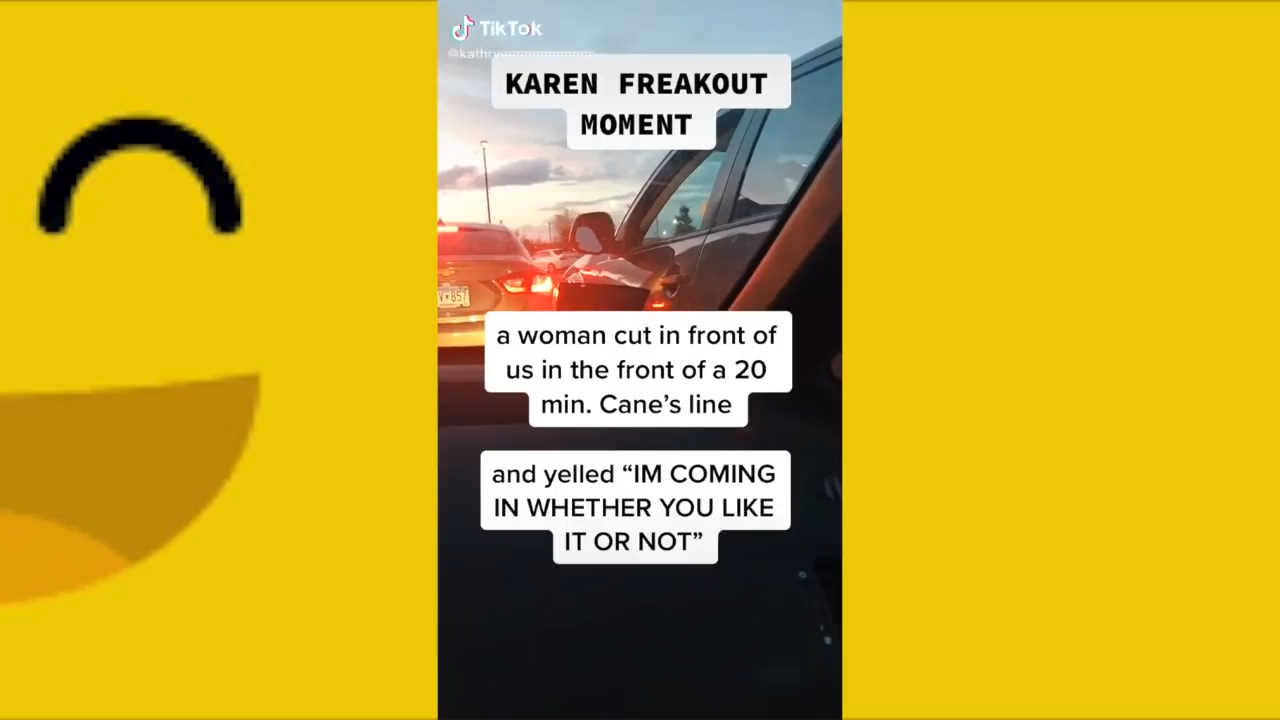 TikTok
KAREN FREAKOUT
MOMENT
a woman cut in front of
us in the front of a 20
min. Cane’s line
and yelled “IM COMING
IN WHETHER YOU LIKE
IT OR NOT”